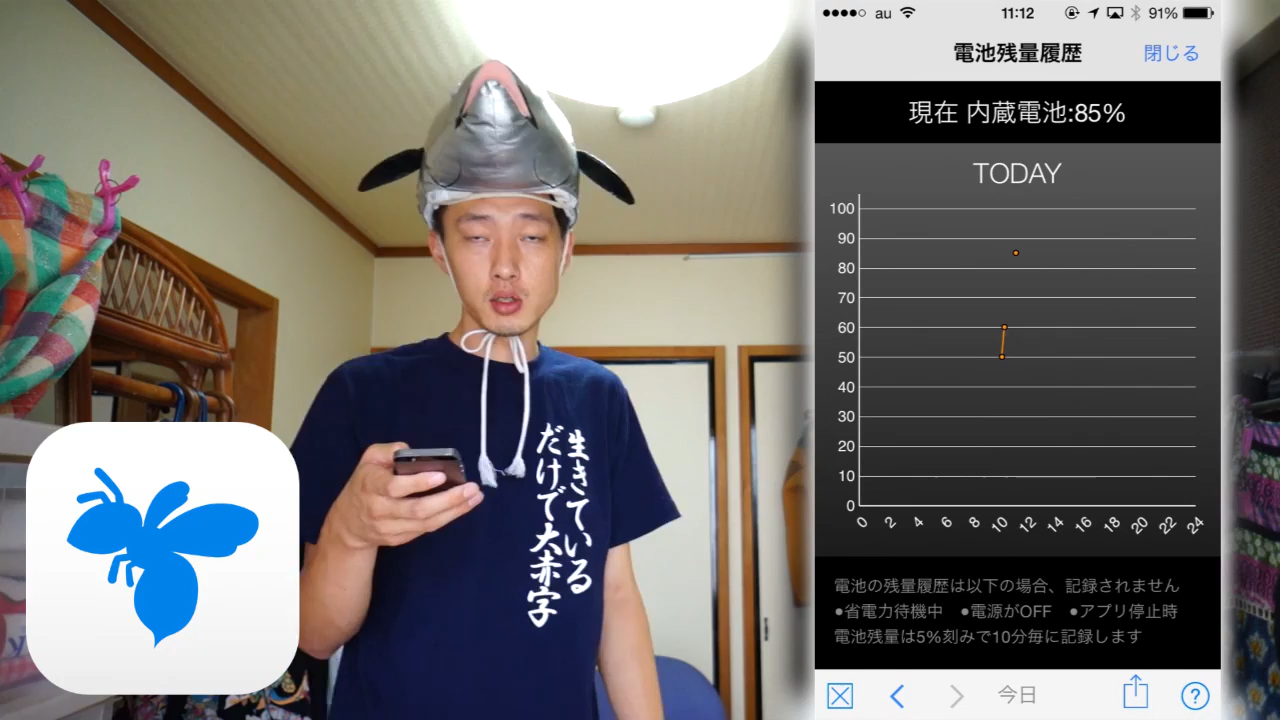 生きている
だけで大赤字
au
11:12
91%
電池残量履歴
閉じる
現在 内蔵電池:85%
TODAY
100
90
80
70
60
50
40
30
20
10
0
0 2 4 6 8 10 12 14 16 18 20 22 24
電池の残量履歴は以下の場合、記録されません
●省電力待機中 ●電源がOFF ●アプリ停止時
電池残量は5%刻みで10分毎に記録します
今日
?